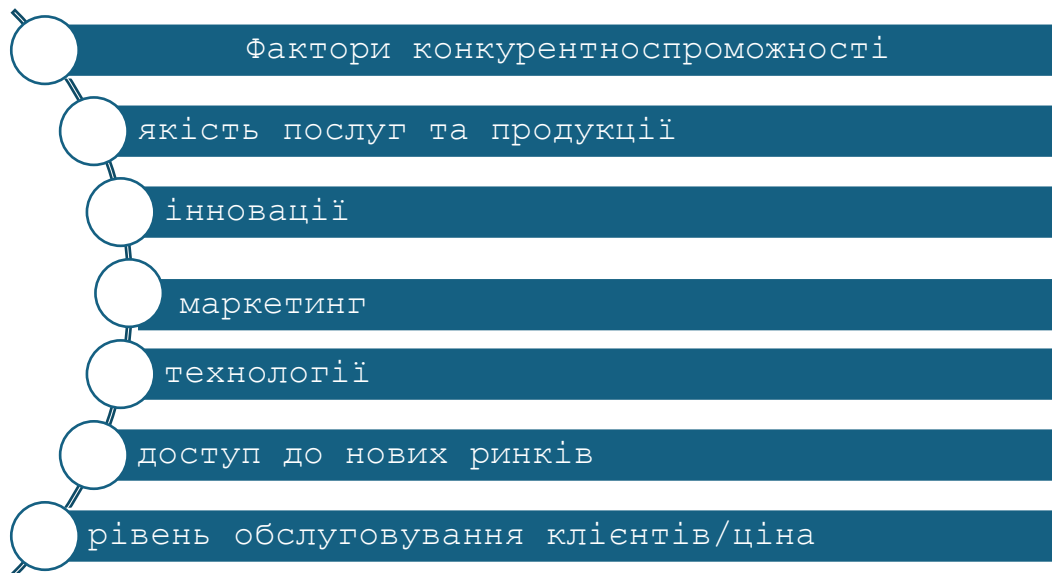 Фактори конкурентноспроможності
якість послуг та продукції
інновації
маркетинг
технології
доступ до нових ринків
рівень обслуговування клієнтів/ціна